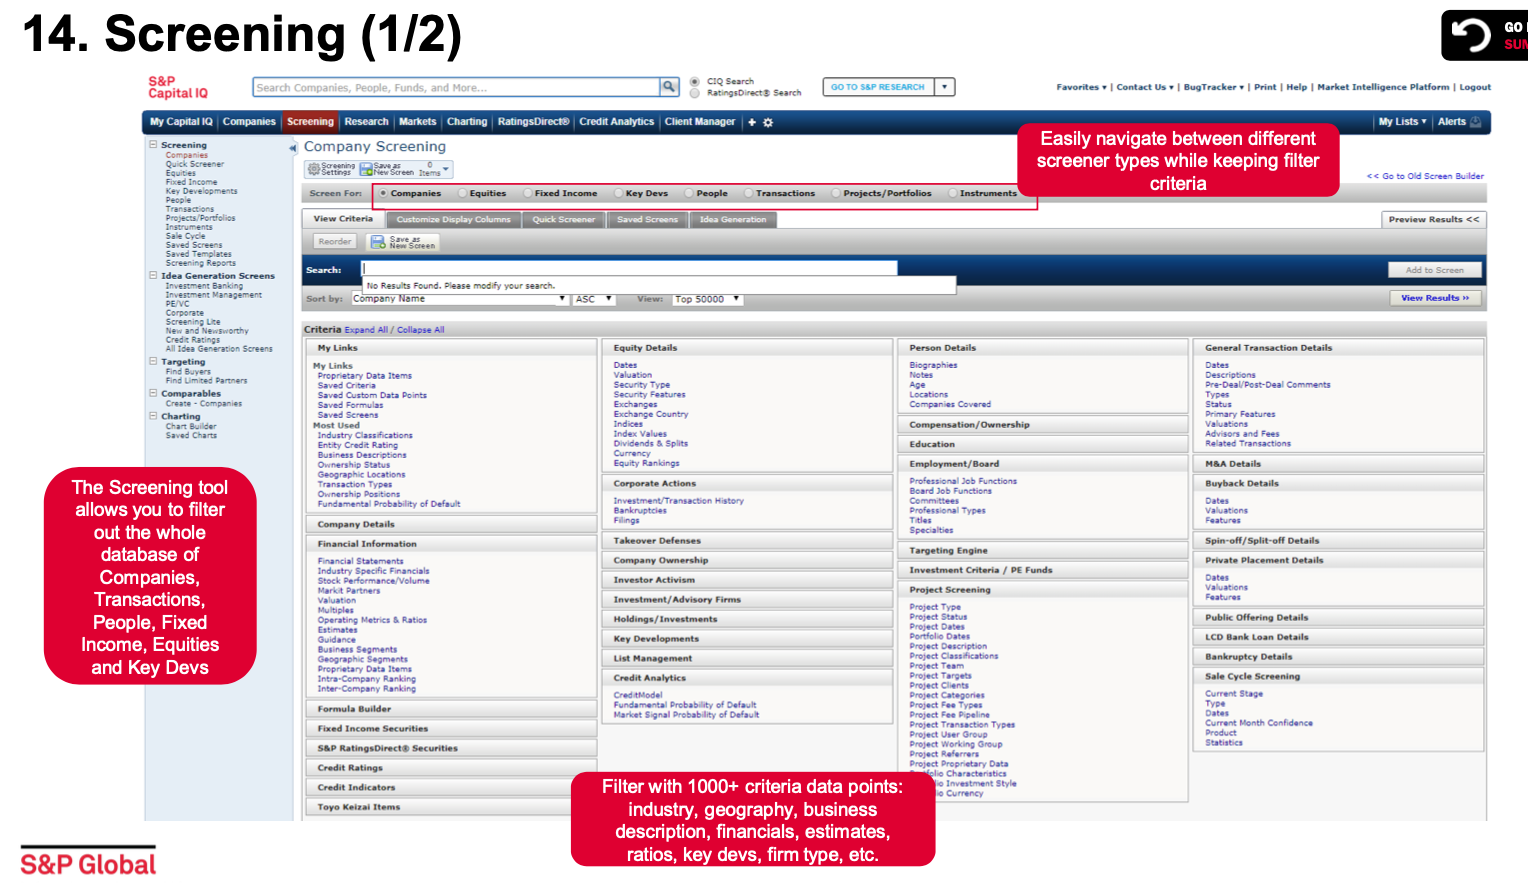 14. Screening (1/2)
GO
SUM
S&P
Capital IQ
Search Companies, People, Funds, and More...
CIQ Search
RatingsDirect® Search
GO TO S&P RESEARCH
Favorites ▾ | Contact Us ▾ | BugTracker ▾ | Print | Help | Market Intelligence Platform | Logout
My Capital IQ | Companies | Screening | Research | Markets | Charting | RatingsDirect® | Credit Analytics | Client Manager | +
My Lists ▾ | Alerts
Easily navigate between different
screener types while keeping filter
criteria
Screening
Companies
Quick Screener
Equities
Fixed Income
Key Developments
People
Transactions
Projects/Portfolios
Instruments
Sale Cycle
Saved Screens
Saved Templates
Screening Reports
Idea Generation Screens
Investment Banking
Investment Management
PE/VC
Corporate
Screening Lite
New and Newsworthy
Credit Ratings
All Idea Generation Screens
Targeting
Find Buyers
Find Limited Partners
Comparables
Create - Companies
Charting
Chart Builder
Saved Charts
Company Screening
Screening Settings
Save as New Screen
0 Items
<< Go to Old Screen Builder
Screen For: Companies Equities Fixed Income Key Devs People Transactions Projects/Portfolios Instruments
View Criteria Customize Display Columns Quick Screener Saved Screens Idea Generation
Preview Results <<
Reorder
Save as New Screen
Search:
Add to Screen
No Results Found. Please modify your search.
Sort by: Company Name ASC View: Top 50000
View Results »
Criteria Expand All / Collapse All
My Links
My Links
Proprietary Data Items
Saved Criteria
Saved Custom Data Points
Saved Formulas
Saved Screens
Most Used
Industry Classifications
Entity Credit Rating
Business Descriptions
Ownership Status
Geographic Locations
Transaction Types
Ownership Positions
Fundamental Probability of Default
Company Details
Financial Information
Financial Statements
Industry Specific Financials
Stock Performance/Volume
Markit Partners
Valuation
Multiples
Operating Metrics & Ratios
Estimates
Guidance
Business Segments
Geographic Segments
Proprietary Data Items
Intra-Company Ranking
Inter-Company Ranking
Formula Builder
Fixed Income Securities
S&P RatingsDirect® Securities
Credit Ratings
Credit Indicators
Toyo Keizai Items
Equity Details
Dates
Valuation
Security Type
Security Features
Exchanges
Exchange Country
Indices
Index Values
Dividends & Splits
Currency
Equity Rankings
Corporate Actions
Investment/Transaction History
Bankruptcies
Filings
Takeover Defenses
Company Ownership
Investor Activism
Investment/Advisory Firms
Holdings/Investments
Key Developments
List Management
Credit Analytics
CreditModel
Fundamental Probability of Default
Market Signal Probability of Default
Person Details
Biographies
Notes
Age
Locations
Companies Covered
Compensation/Ownership
Education
Employment/Board
Professional Job Functions
Board Job Functions
Committees
Professional Types
Titles
Specialties
Targeting Engine
Investment Criteria / PE Funds
Project Screening
Project Type
Project Status
Project Dates
Portfolio Dates
Project Description
Project Classifications
Project Team
Project Targets
Project Clients
Project Categories
Project Fee Types
Project Fee Pipeline
Project Transaction Types
Project User Group
Project Working Group
Project Referrers
Project Proprietary Data
folio Characteristics
io Investment Style
io Currency
General Transaction Details
Dates
Descriptions
Pre-Deal/Post-Deal Comments
Types
Status
Primary Features
Valuations
Advisors and Fees
Related Transactions
M&A Details
Buyback Details
Dates
Valuations
Features
Spin-off/Split-off Details
Private Placement Details
Dates
Valuations
Features
Public Offering Details
LCD Bank Loan Details
Bankruptcy Details
Sale Cycle Screening
Current Stage
Type
Dates
Current Month Confidence
Product
Statistics
The Screening tool
allows you to filter
out the whole
database of
Companies,
Transactions,
People, Fixed
Income, Equities
and Key Devs
Filter with 1000+ criteria data points:
industry, geography, business
description, financials, estimates,
ratios, key devs, firm type, etc.
S&P Global